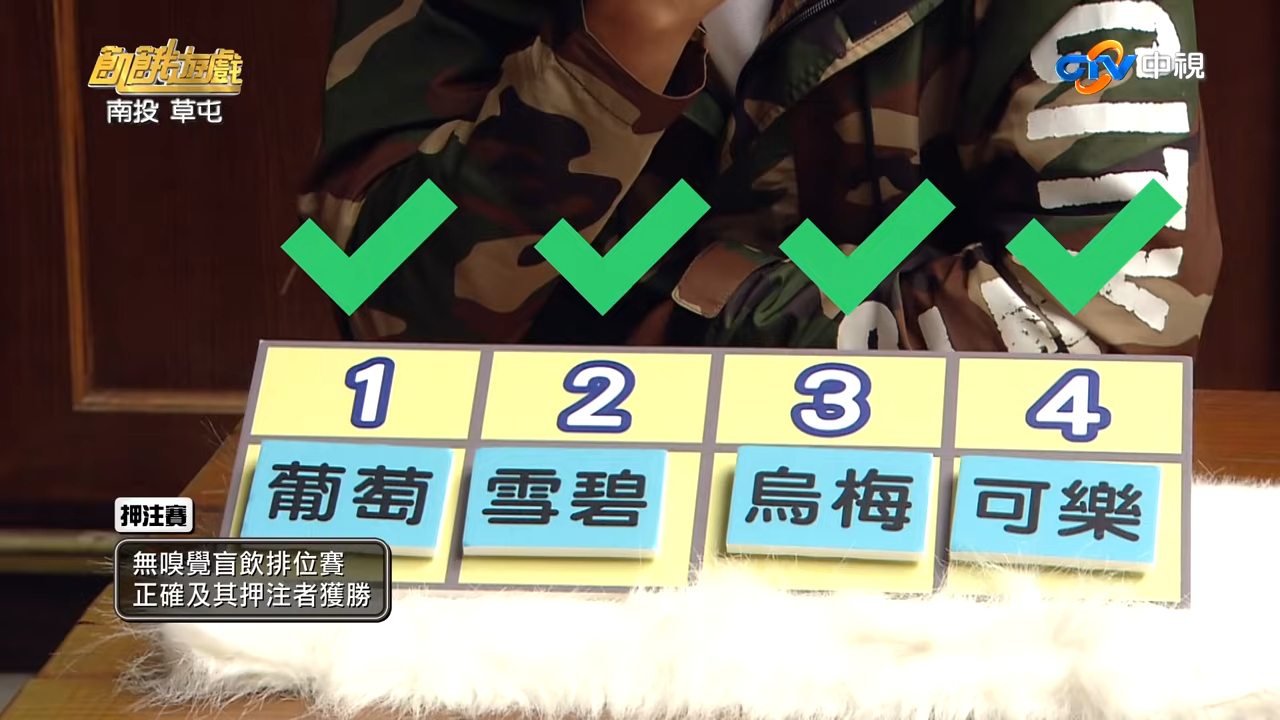 飢餓遊戲
南投 草屯
CTV中視
1 2 3 4
葡萄 雪碧 烏梅 可樂
押注賽
無嗅覺盲飲排位賽
正確及其押注者獲勝